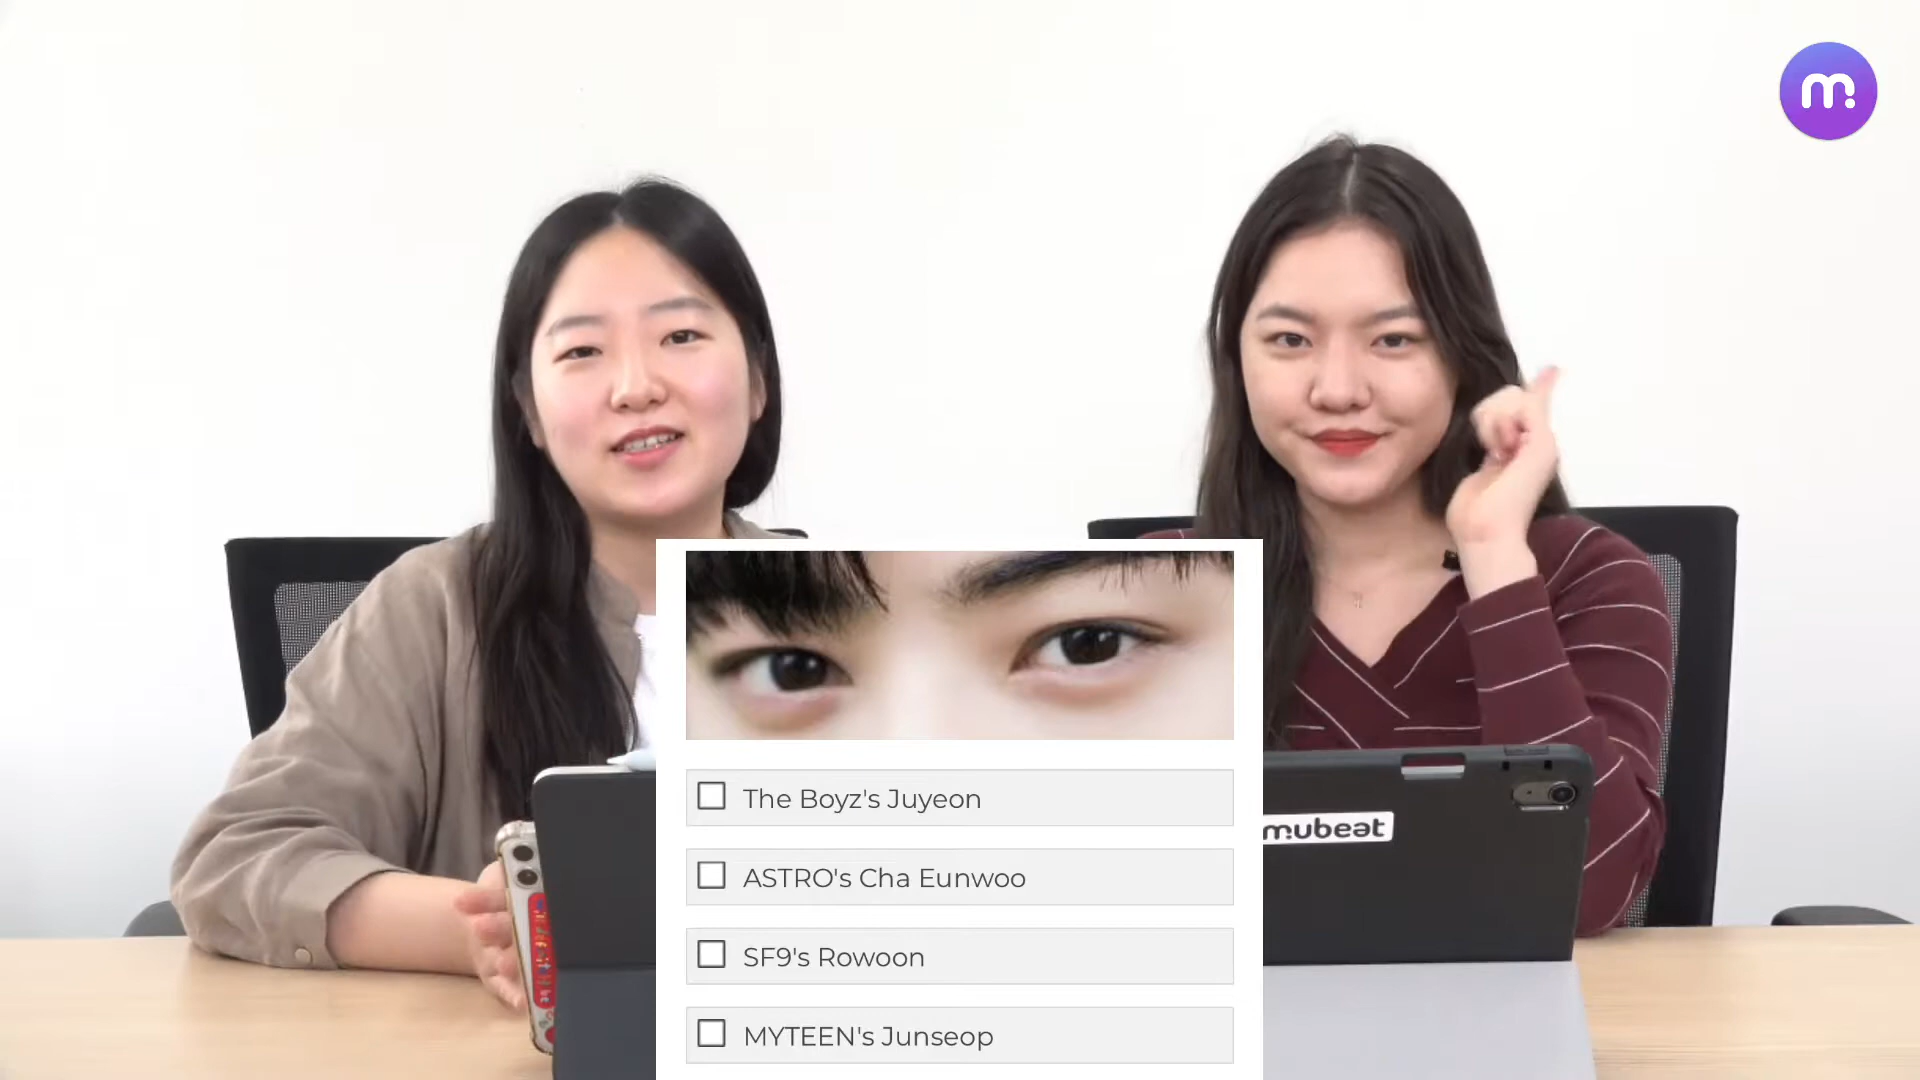 m.
The Boyz's Juyeon
ASTRO's Cha Eunwoo
SF9's Rowoon
mubeat
MYTEEN's Junseop